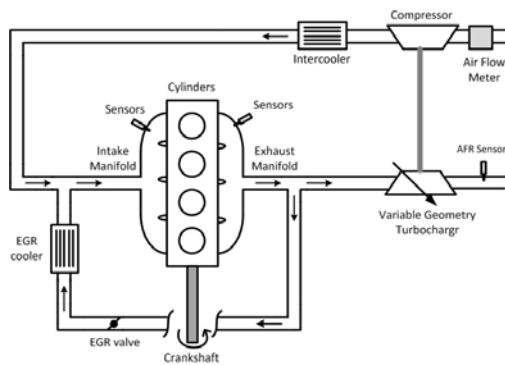 Compressor
Intercooler
Air Flow
Meter
Cylinders
Sensors
Sensors
Intake
Manifold
Exhaust
Manifold
AFR Sensor
Variable Geometry
Turbochargr
EGR
cooler
EGR valve
Crankshaft